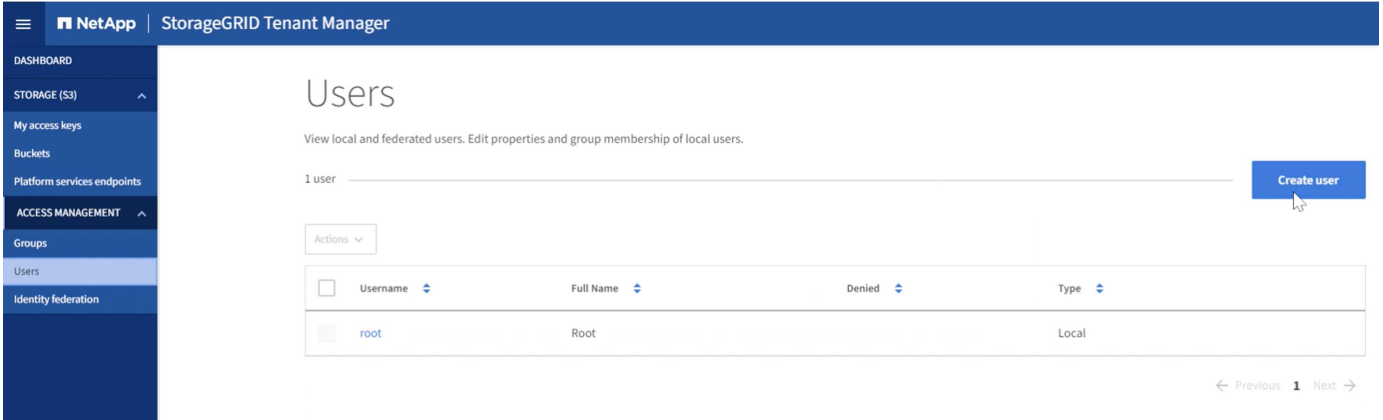 NetApp | StorageGRID Tenant Manager
DASHBOARD
STORAGE (S3)
My access keys
Buckets
Platform services endpoints
ACCESS MANAGEMENT
Groups
Users
Identity federation
Users
View local and federated users. Edit properties and group membership of local users.
1 user
Create user
Actions
Username Full Name Denied Type
root Root Local
Previous 1 Next